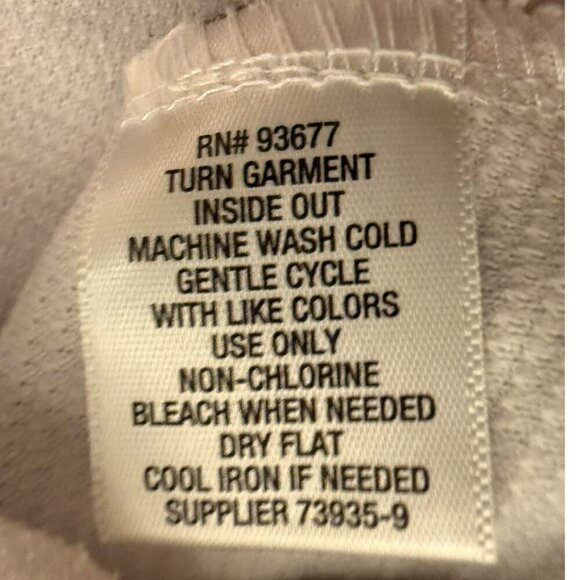 RN# 93677
TURN GARMENT
INSIDE OUT
MACHINE WASH COLD
GENTLE CYCLE
WITH LIKE COLORS
USE ONLY
NON-CHLORINE
BLEACH WHEN NEEDED
DRY FLAT
COOL IRON IF NEEDED
SUPPLIER 73935-9